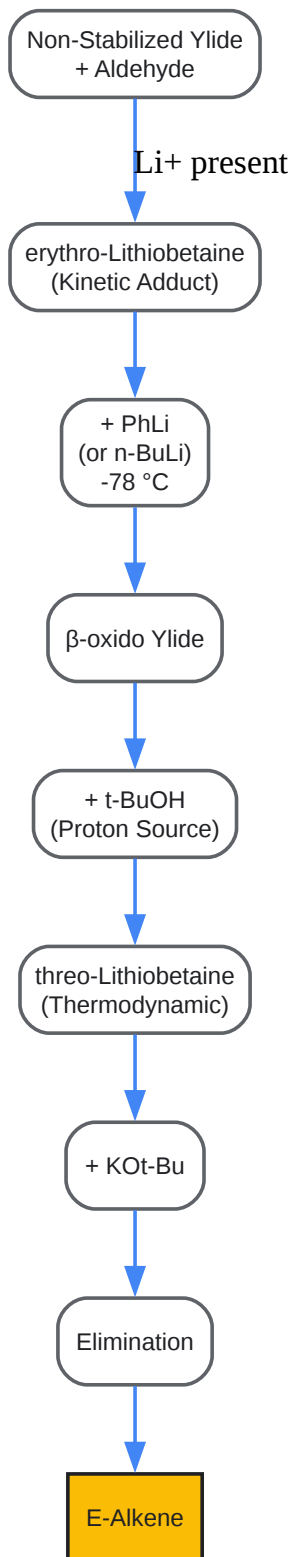 Non-Stabilized Ylide
+ Aldehyde
Li+ present
erythro-Lithiobetaine
(Kinetic Adduct)
+ PhLi
(or n-BuLi)
-78 °C
β-oxido Ylide
+ t-BuOH
(Proton Source)
threo-Lithiobetaine
(Thermodynamic)
+ KOt-Bu
Elimination
E-Alkene